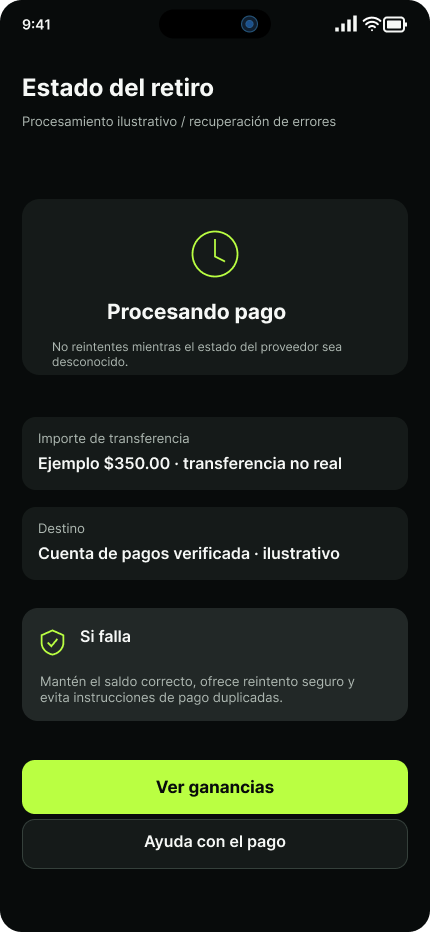 9:41
Estado del retiro
Procesamiento ilustrativo / recuperación de errores
Procesando pago
No reintentes mientras el estado del proveedor sea
desconocido.
Importe de transferencia
Ejemplo $350.00 · transferencia no real
Destino
Cuenta de pagos verificada · ilustrativo
Si falla
Mantén el saldo correcto, ofrece reintento seguro y
evita instrucciones de pago duplicadas.
Ver ganancias
Ayuda con el pago